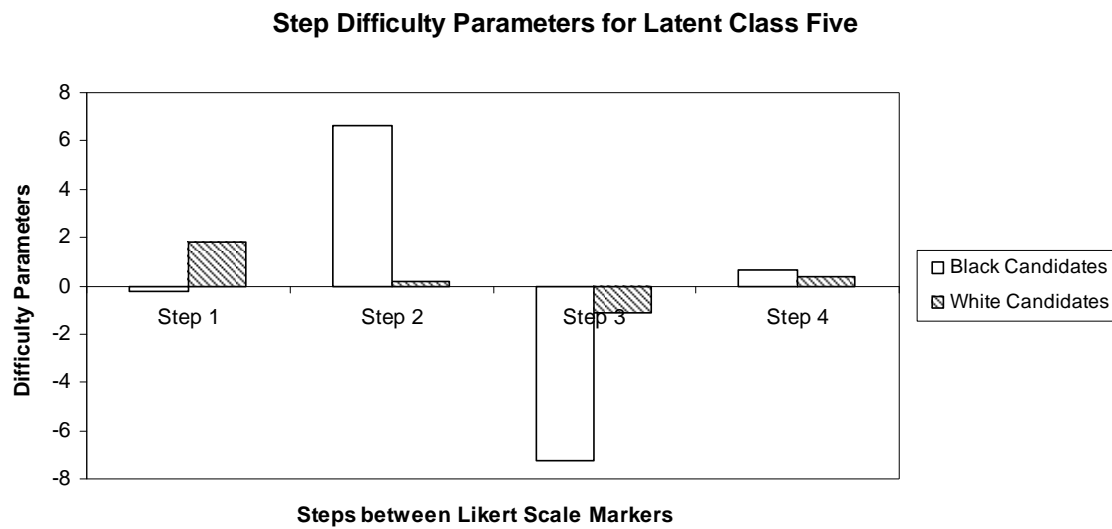 Step Difficulty Parameters for Latent Class Five
8
6
4
2
0
-2
-4
-6
-8
Difficulty Parameters
Step 1
Step 2
Step 3
Step 4
Steps between Likert Scale Markers
Black Candidates
White Candidates